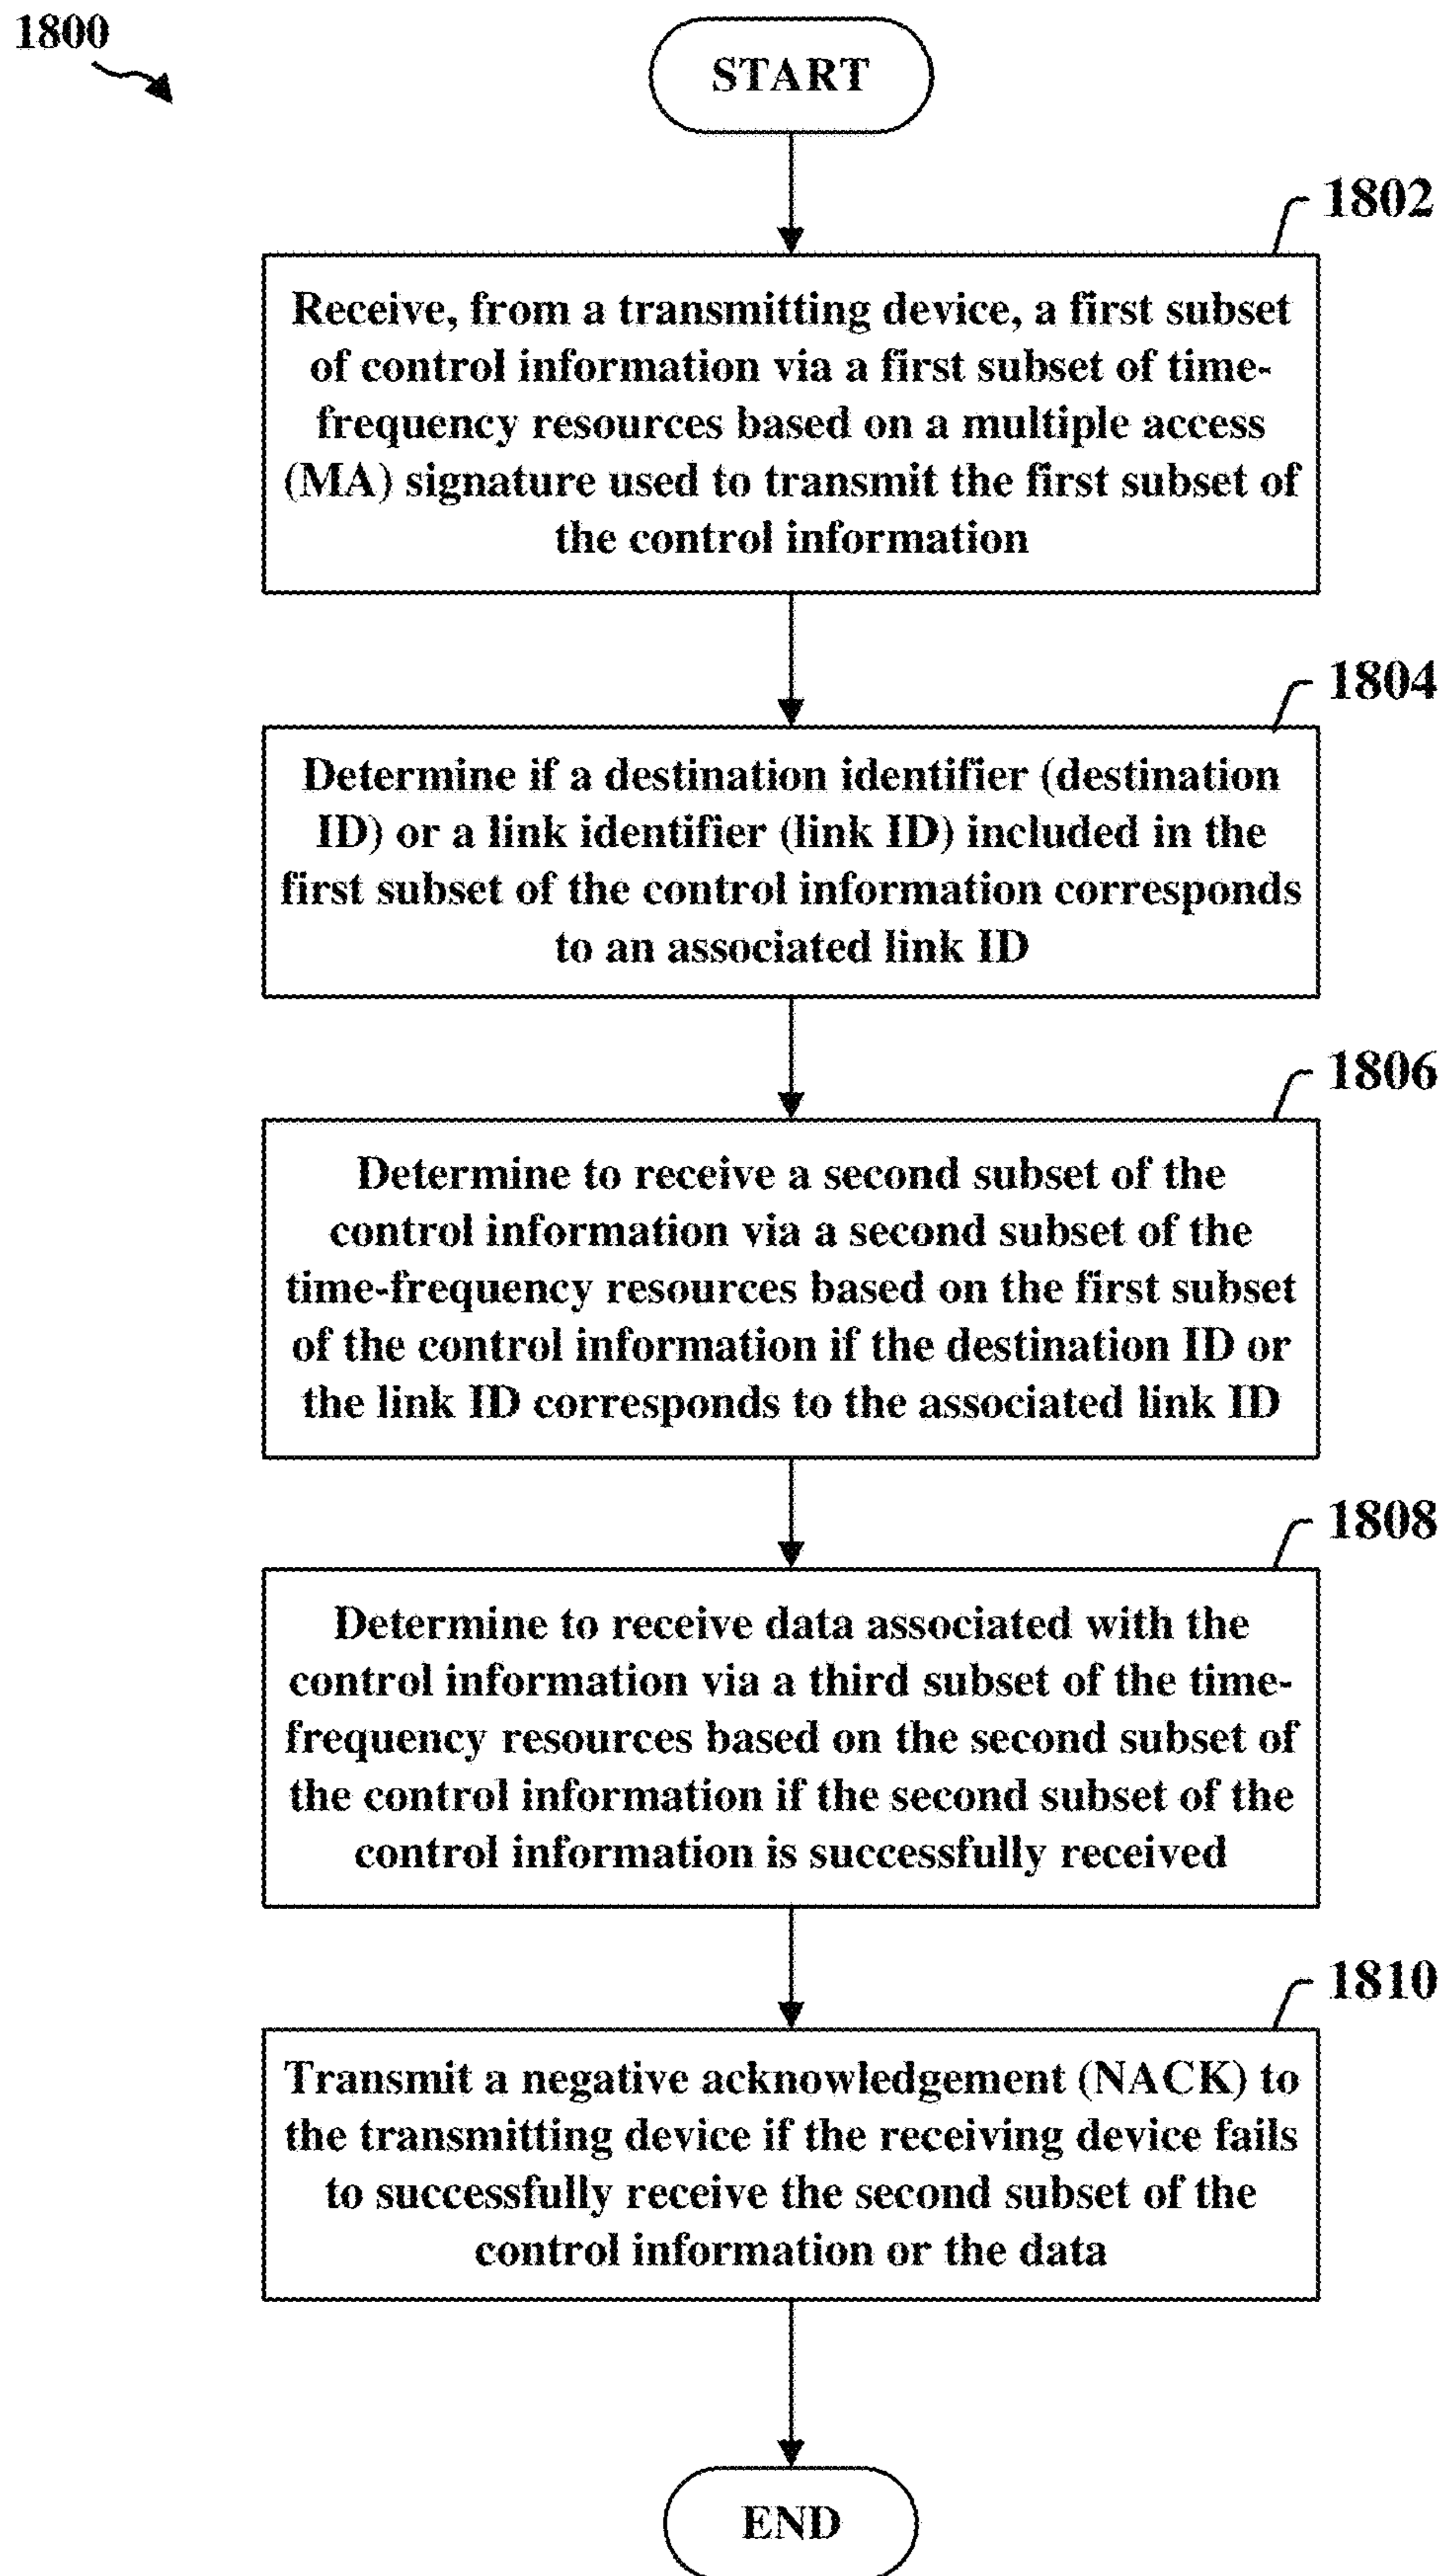 1800
START
1802
Receive, from a transmitting device, a first subset
of control information via a first subset of time-
frequency resources based on a multiple access
(MA) signature used to transmit the first subset of
the control information
1804
Determine if a destination identifier (destination
ID) or a link identifier (link ID) included in the
first subset of the control information corresponds
to an associated link ID
1806
Determine to receive a second subset of the
control information via a second subset of the
time-frequency resources based on the first subset
of the control information if the destination ID or
the link ID corresponds to the associated link ID
1808
Determine to receive data associated with the
control information via a third subset of the time-
frequency resources based on the second subset of
the control information if the second subset of the
control information is successfully received
1810
Transmit a negative acknowledgement (NACK) to
the transmitting device if the receiving device fails
to successfully receive the second subset of the
control information or the data
END